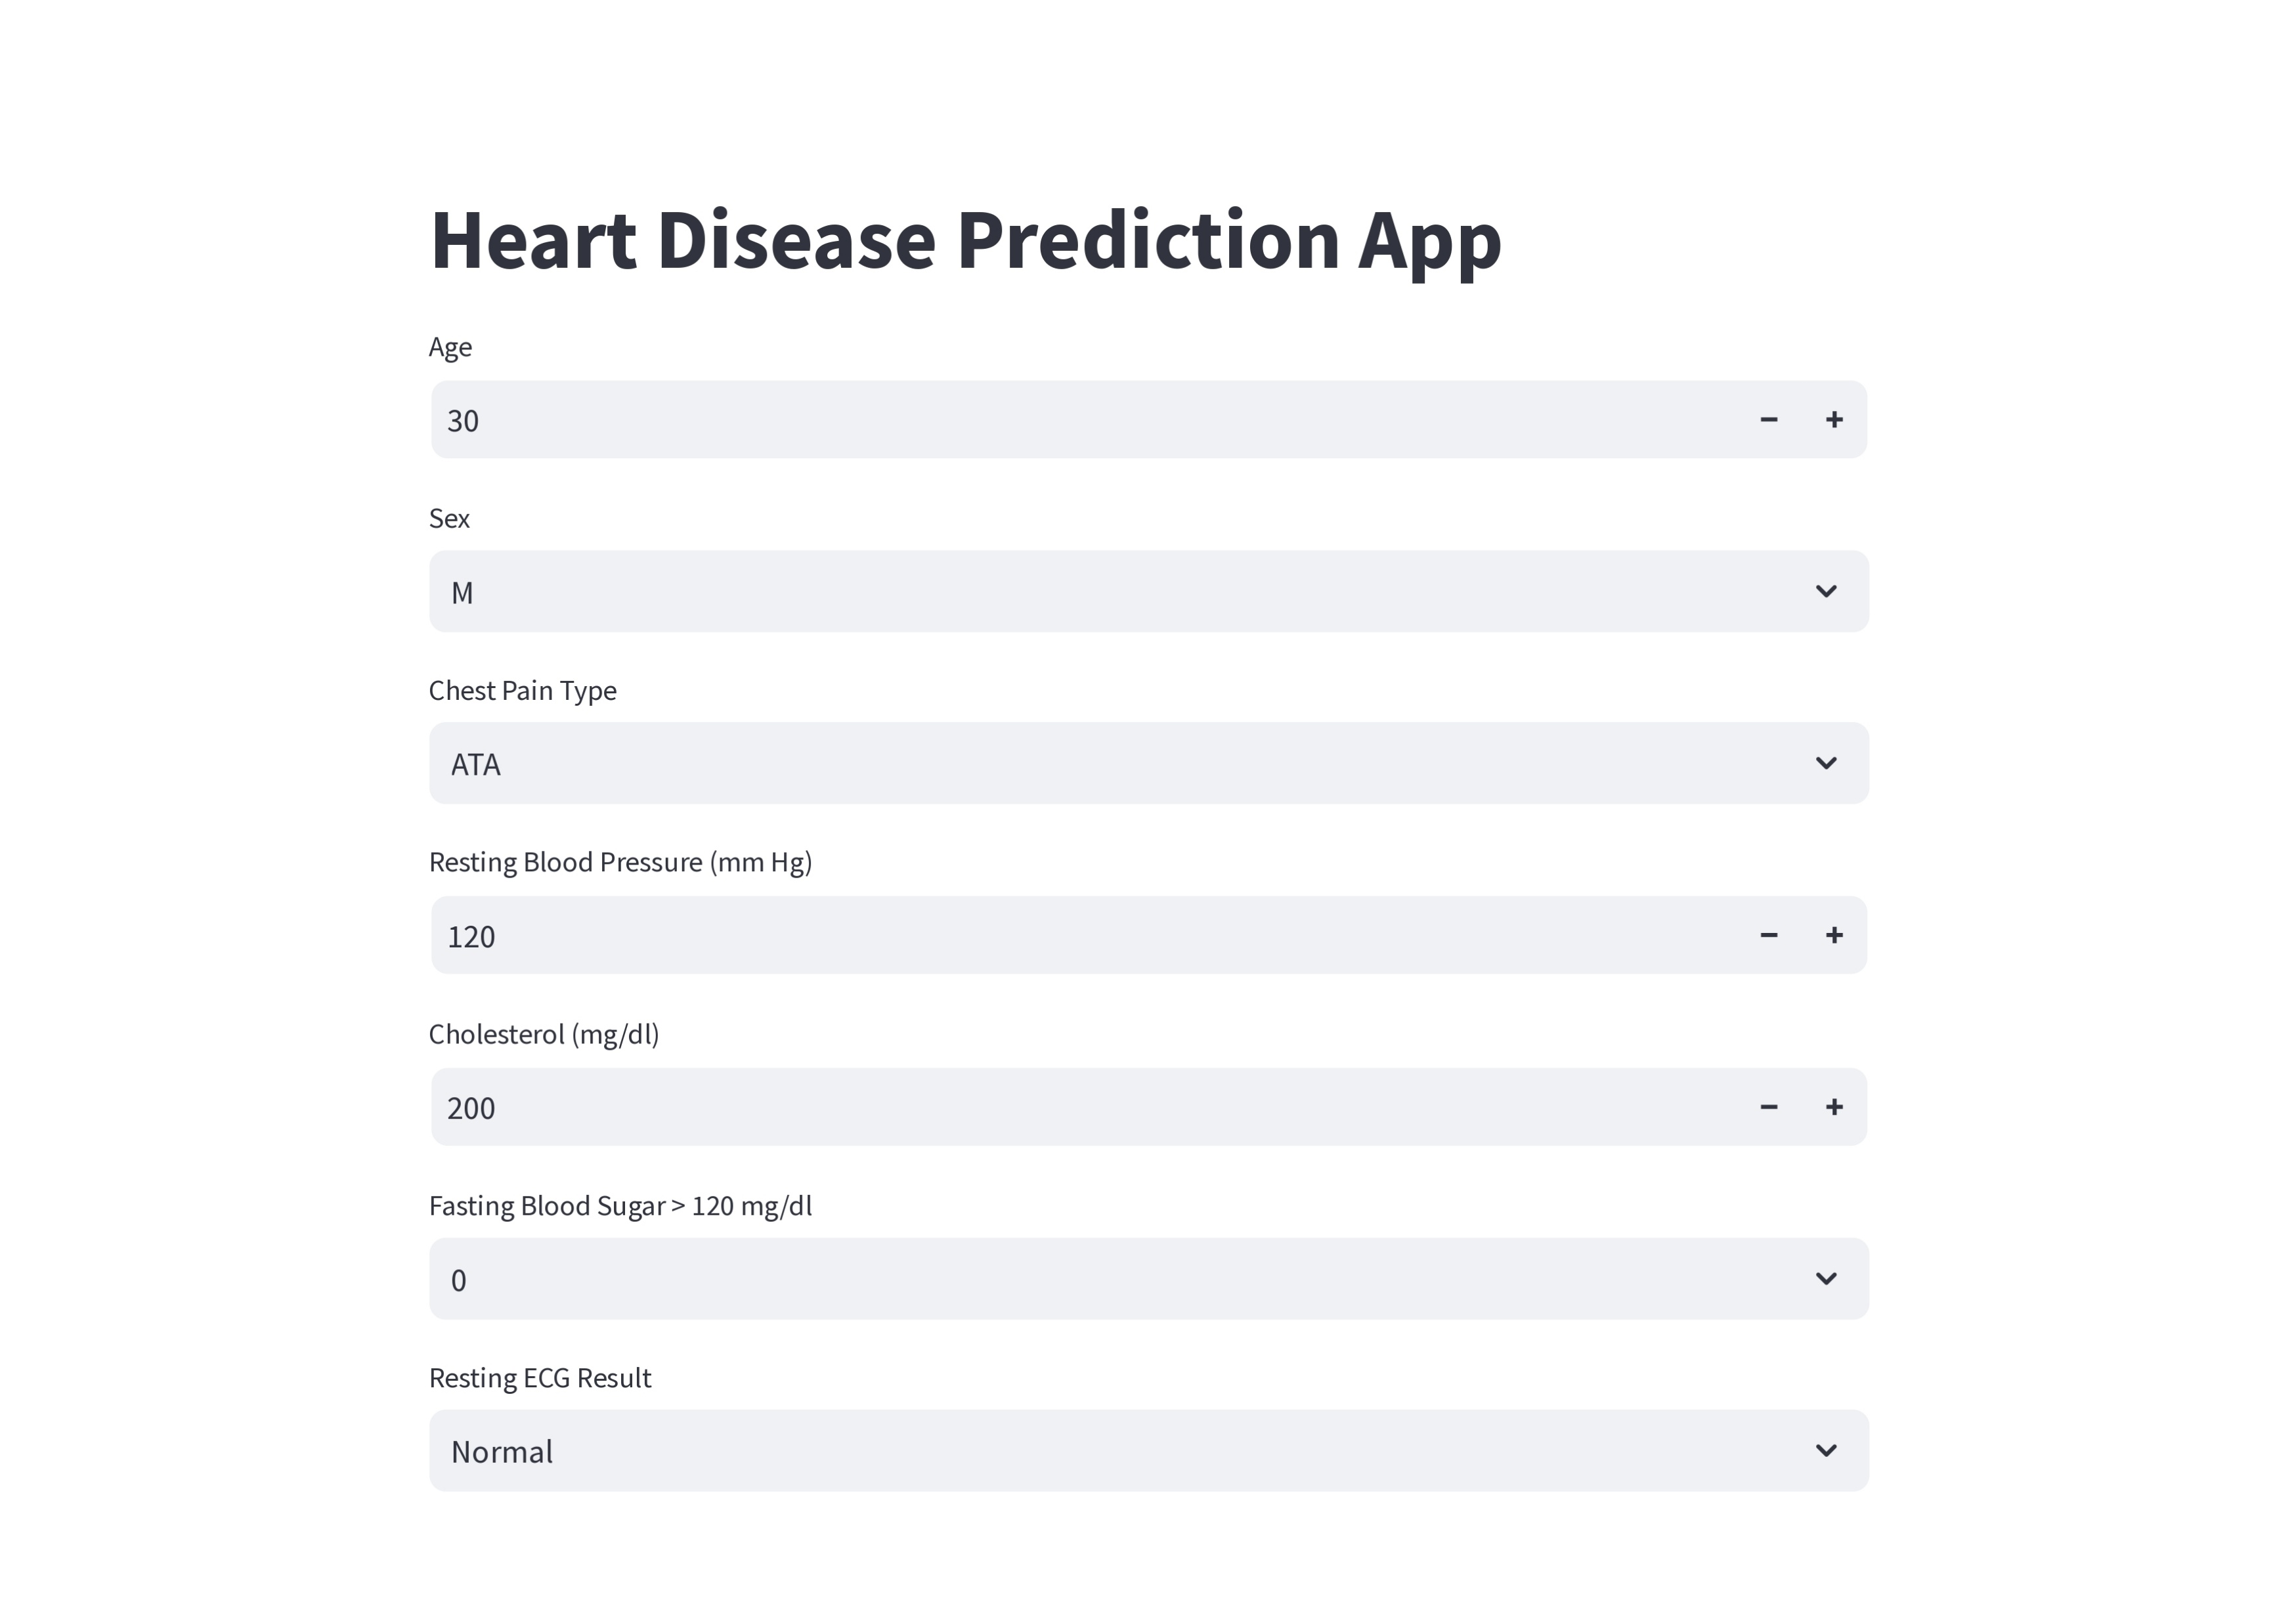 Heart Disease Prediction App
Age
30
Sex
M
Chest Pain Type
ATA
Resting Blood Pressure (mm Hg)
120
Cholesterol (mg/dl)
200
Fasting Blood Sugar > 120 mg/dl
0
Resting ECG Result
Normal